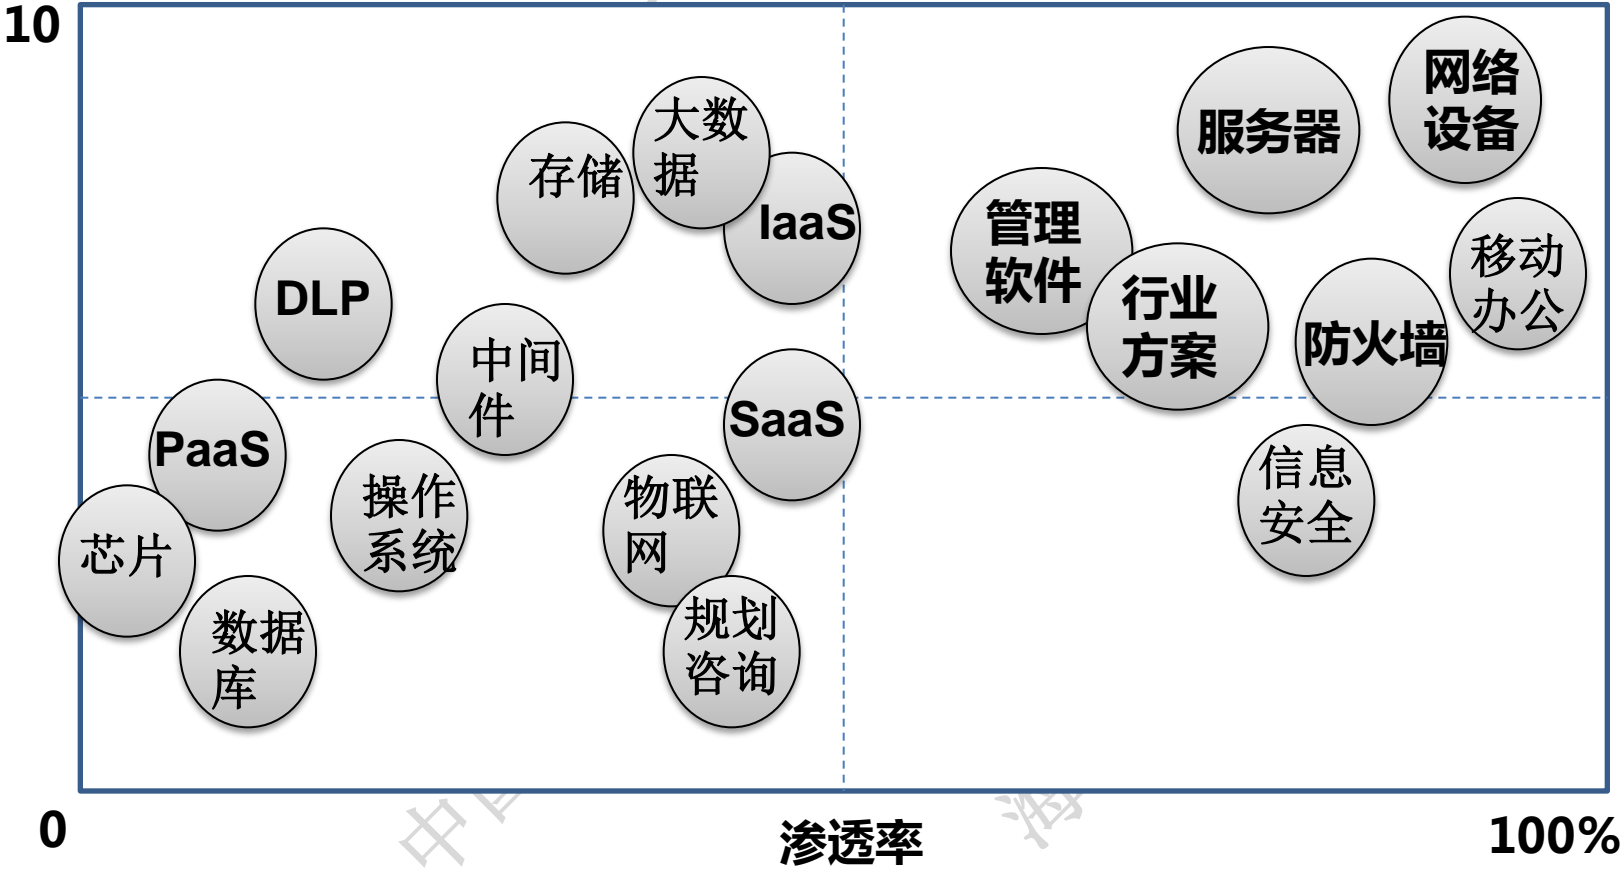 10
网络
设备
服务器
大数
据
存储
IaaS
管理
软件
移动
办公
行业
方案
防火墙
DLP
中间
件
SaaS
PaaS
信息
安全
操作
系统
物联
网
芯片
规划
咨询
数据
库
0
渗透率
100%